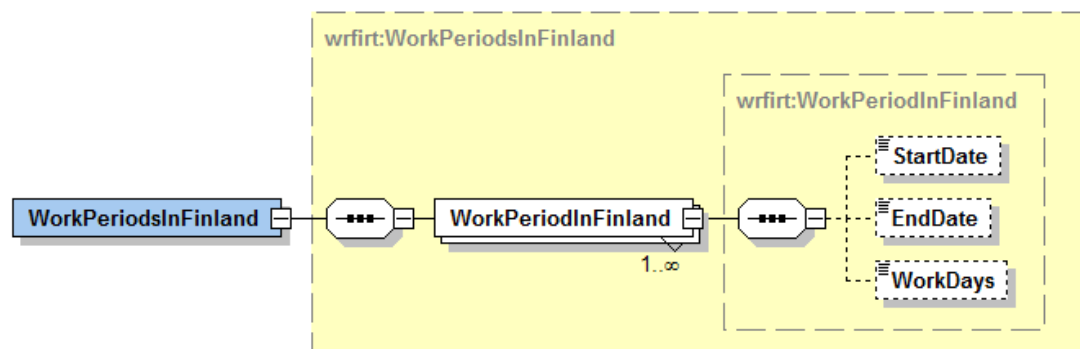 wrfirt:WorkPeriodsInFinland
wrfirt:WorkPeriodInFinland
StartDate
WorkPeriodsInFinland
WorkPeriodInFinland
EndDate
1..∞
WorkDays